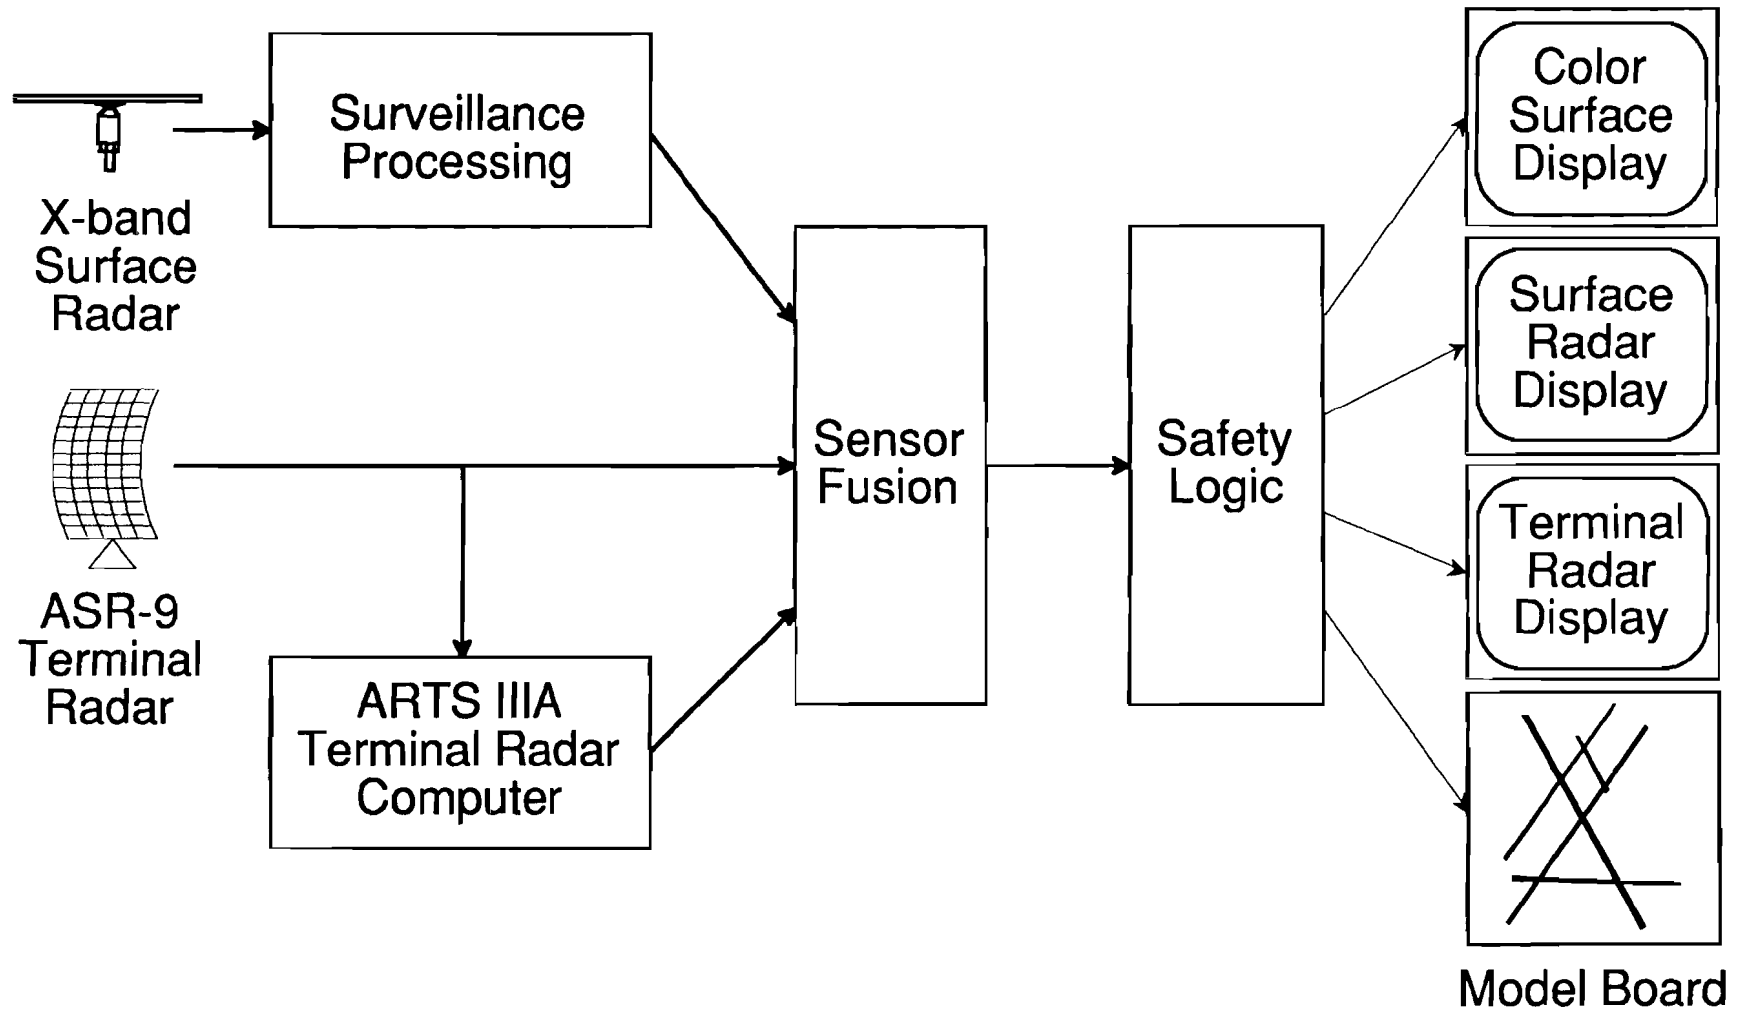 Surveillance
Processing
X-band
Surface
Radar
ASR-9
Terminal
Radar
ARTS IIIA
Terminal Radar
Computer
Sensor
Fusion
Safety
Logic
Color
Surface
Display
Surface
Radar
Display
Terminal
Radar
Display
Model Board